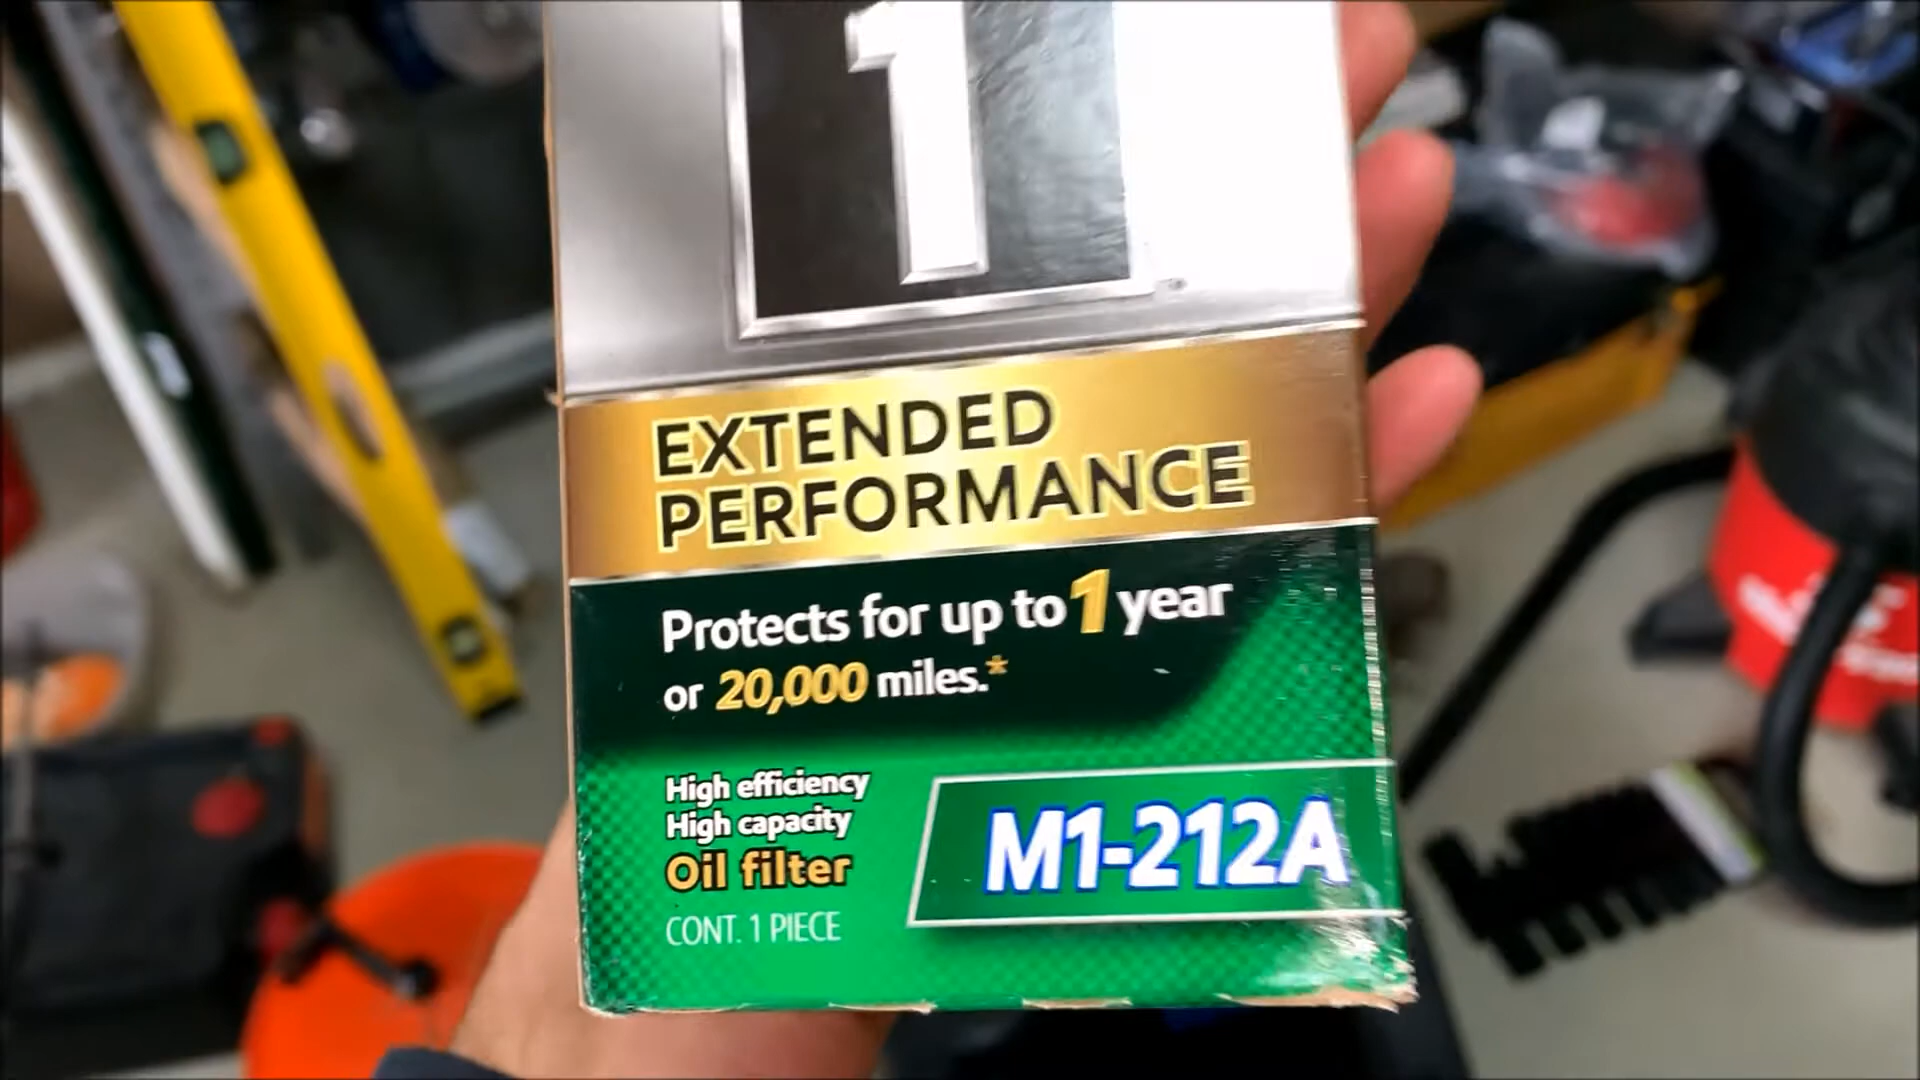 1
EXTENDED
PERFORMANCE
Protects for up to 1 year
or 20,000 miles.*
High efficiency
High capacity
Oil filter
CONT. 1 PIECE
M1-212A